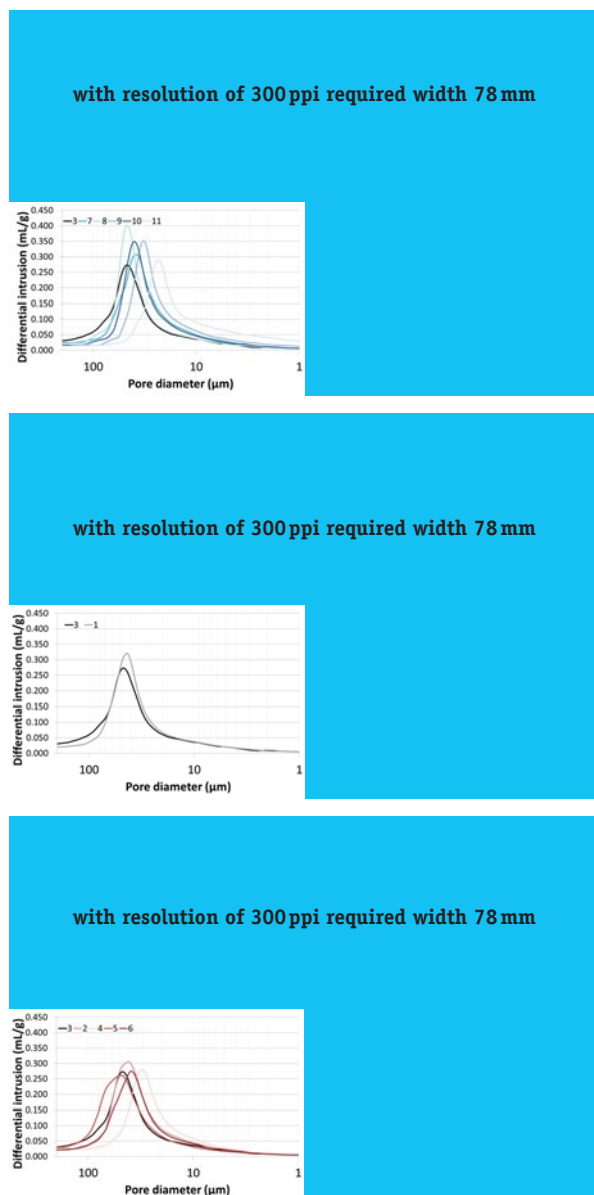 with resolution of 300 ppi required width 78 mm
Differential intrusion (mL/g)
0.450
0.400
0.350
0.300
0.250
0.200
0.150
0.100
0.050
0.000
3 7 8 9 10 11
100 10 1
Pore diameter (µm)
with resolution of 300 ppi required width 78 mm
Differential intrusion (mL/g)
0.450
0.400
0.350
0.300
0.250
0.200
0.150
0.100
0.050
0.000
3 1
100 10 1
Pore diameter (µm)
with resolution of 300 ppi required width 78 mm
Differential intrusion (mL/g)
0.450
0.400
0.350
0.300
0.250
0.200
0.150
0.100
0.050
0.000
3 2 4 5 6
100 10 1
Pore diameter (µm)